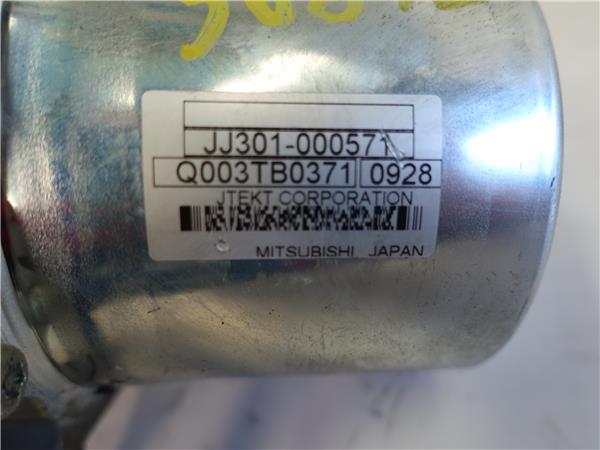 JJ301-000571
Q003TB0371 0928
JTEKT CORPORATION
MITSUBISHI JAPAN